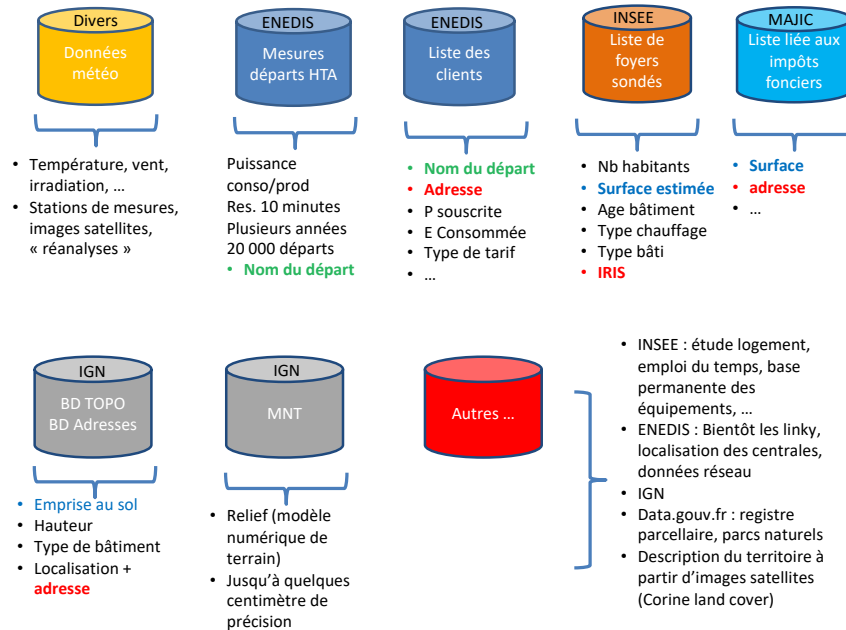 Divers
Données
météo
• Température, vent,
irradiation, …
• Stations de mesures,
images satellites,
« réanalyses »
ENEDIS
Mesures
départs HTA
Puissance
conso/prod
Res. 10 minutes
Plusieurs années
20 000 départs
• Nom du départ
ENEDIS
Liste des
clients
• Nom du départ
• Adresse
• P souscrite
• E Consommée
• Type de tarif
• …
INSEE
Liste de
foyers
sondés
• Nb habitants
• Surface estimée
• Age bâtiment
• Type chauffage
• Type bâti
• IRIS
MAJIC
Liste liée aux
impôts
fonciers
• Surface
• adresse
• …
IGN
BD TOPO
BD Adresses
• Emprise au sol
• Hauteur
• Type de bâtiment
• Localisation +
adresse
IGN
MNT
• Relief (modèle
numérique de
terrain)
• Jusqu’à quelques
centimètre de
précision
Autres …
• INSEE : étude logement,
emploi du temps, base
permanente des
équipements, …
• ENEDIS : Bientôt les linky,
localisation des centrales,
données réseau
• IGN
• Data.gouv.fr : registre
parcellaire, parcs naturels
• Description du territoire à
partir d’images satellites
(Corine land cover)